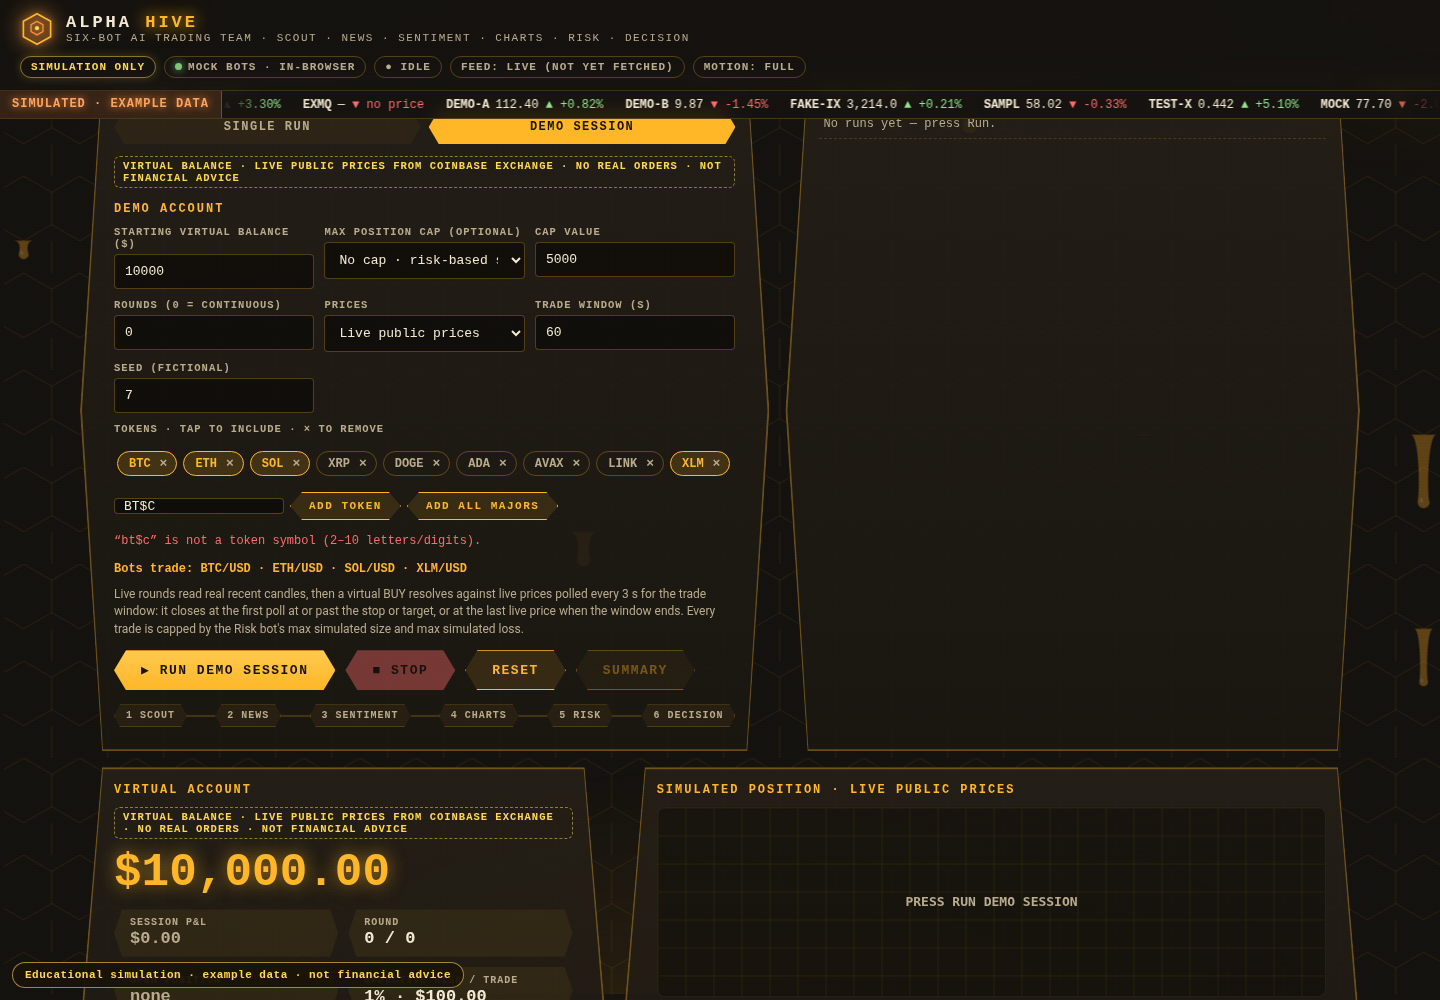 ALPHA HIVE
SIX-BOT AI TRADING TEAM · SCOUT · NEWS · SENTIMENT · CHARTS · RISK · DECISION
SIMULATION ONLY
MOCK BOTS · IN-BROWSER
● IDLE
FEED: LIVE (NOT YET FETCHED)
MOTION: FULL
SIMULATED · EXAMPLE DATA
▲ +3.30% EXMQ — ▼ no price DEMO-A 112.40 ▲ +0.82% DEMO-B 9.87 ▼ -1.45% FAKE-IX 3,214.0 ▲ +0.21% SAMPL 58.02 ▼ -0.33% TEST-X 0.442 ▲ +5.10% MOCK 77.70 ▼ -2.
SINGLE RUN
DEMO SESSION
No runs yet — press Run.
VIRTUAL BALANCE · LIVE PUBLIC PRICES FROM COINBASE EXCHANGE · NO REAL ORDERS · NOT
FINANCIAL ADVICE
DEMO ACCOUNT
STARTING VIRTUAL BALANCE
($)
MAX POSITION CAP (OPTIONAL)
CAP VALUE
10000
No cap · risk-based s
5000
ROUNDS (0 = CONTINUOUS)
PRICES
TRADE WINDOW (S)
0
Live public prices
60
SEED (FICTIONAL)
7
TOKENS · TAP TO INCLUDE · × TO REMOVE
BTC × ETH × SOL × XRP × DOGE × ADA × AVAX × LINK × XLM ×
BT$C
ADD TOKEN
ADD ALL MAJORS
“bt$c” is not a token symbol (2–10 letters/digits).
Bots trade: BTC/USD · ETH/USD · SOL/USD · XLM/USD
Live rounds read real recent candles, then a virtual BUY resolves against live prices polled every 3 s for the trade
window: it closes at the first poll at or past the stop or target, or at the last live price when the window ends. Every
trade is capped by the Risk bot's max simulated size and max simulated loss.
▶ RUN DEMO SESSION
■ STOP
RESET
SUMMARY
1 SCOUT
2 NEWS
3 SENTIMENT
4 CHARTS
5 RISK
6 DECISION
VIRTUAL ACCOUNT
VIRTUAL BALANCE · LIVE PUBLIC PRICES FROM COINBASE EXCHANGE
· NO REAL ORDERS · NOT FINANCIAL ADVICE
$10,000.00
SESSION P&L
$0.00
ROUND
0 / 0
/ TRADE
none
1% · $100.00
SIMULATED POSITION · LIVE PUBLIC PRICES
PRESS RUN DEMO SESSION
Educational simulation · example data · not financial advice